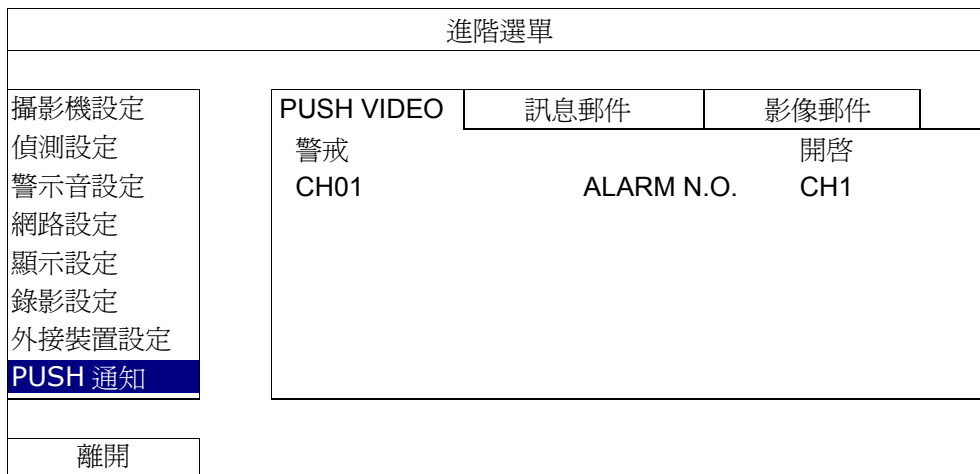 進階選單
攝影機設定
偵測設定
警示音設定
網路設定
顯示設定
錄影設定
外接裝置設定
PUSH 通知
離開
PUSH VIDEO 訊息郵件 影像郵件
警戒 開啓
CH01 ALARM N.O. CH1